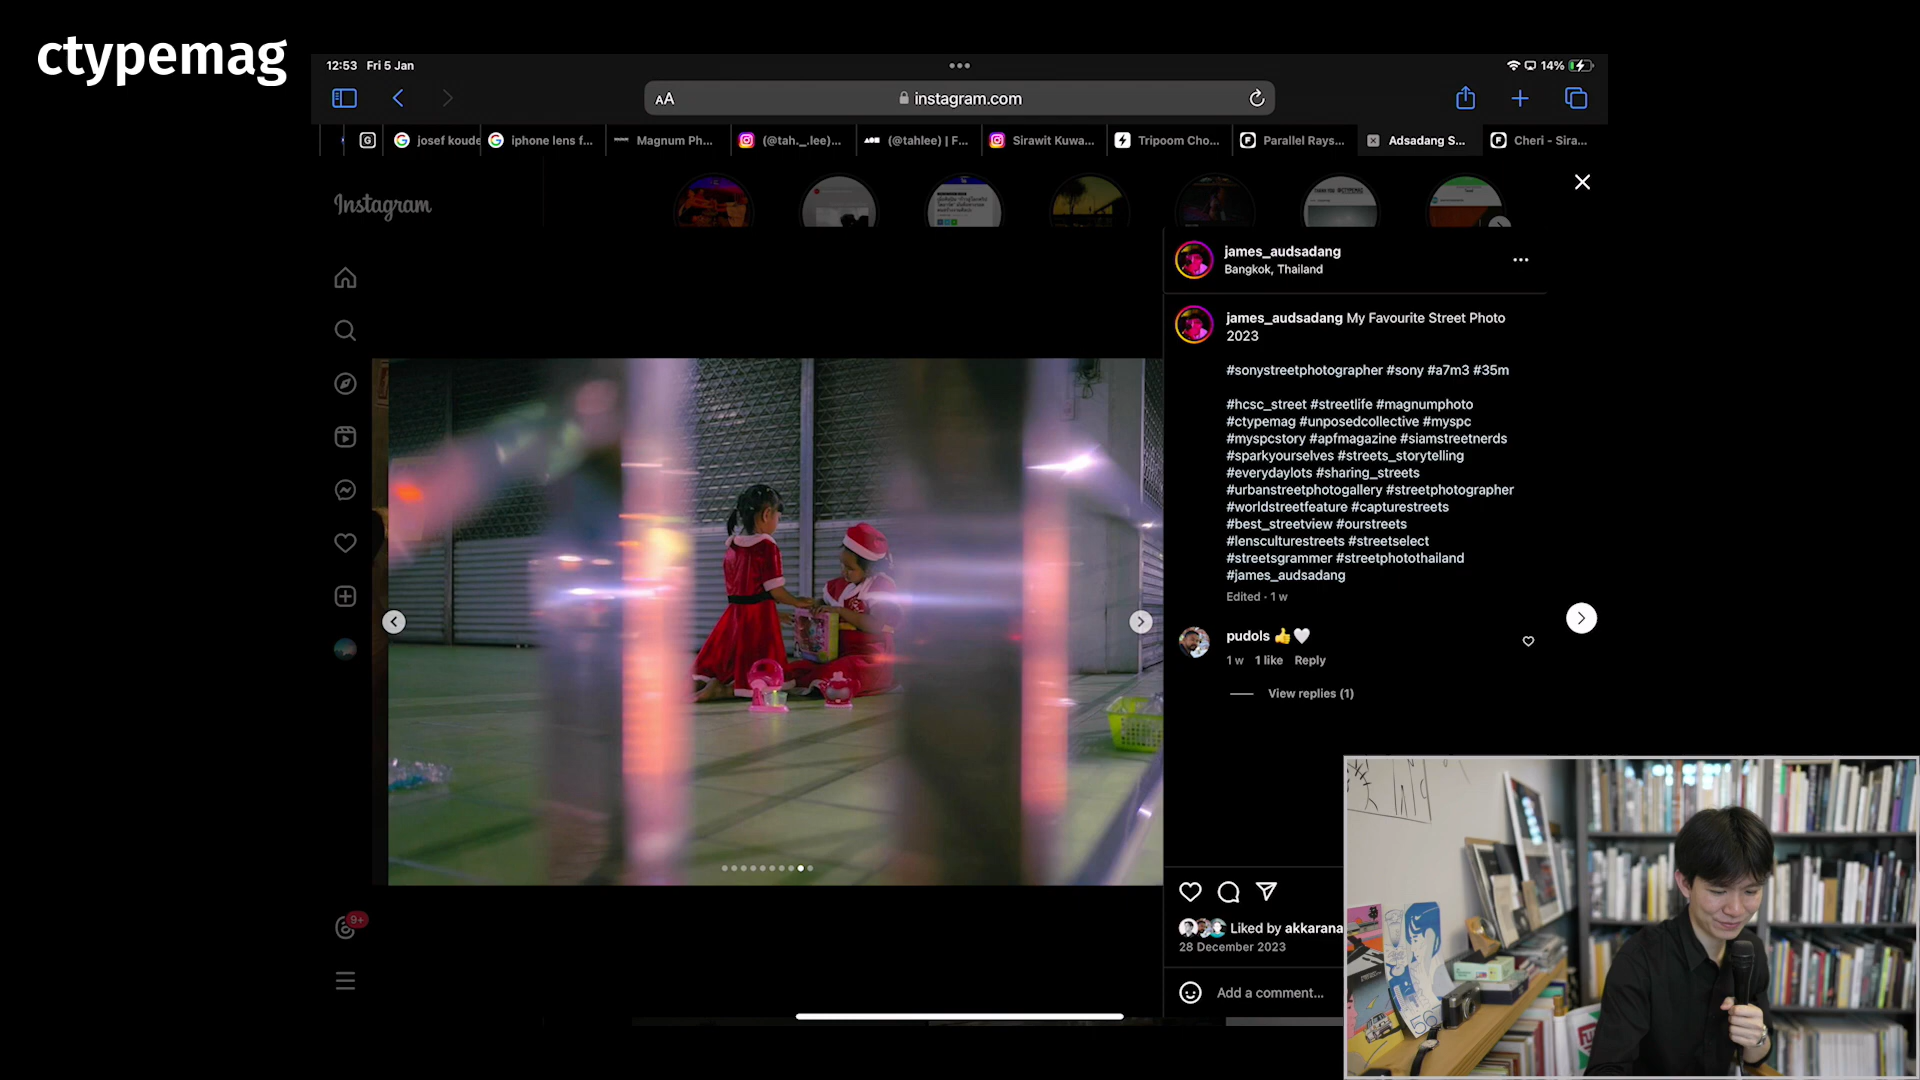 ctypemag
12:53 Fri 5 Jan
14%
AA
instagram.com
josef koude
iphone lens f...
Magnum Ph...
(@tah._.lee)...
(@tahlee) | F...
Sirawit Kuwa...
Tripoom Cho...
Parallel Rays...
Adsadang S...
Cheri - Sira...
Instagram
james_audsadang
Bangkok, Thailand
james_audsadang My Favourite Street Photo
2023
#sonystreetphotographer #sony #a7m3 #35m
#hcsc_street #streetlife #magnumphoto
#ctypemag #unposedcollective #myspc
#myspcstory #apfmagazine #siamstreetnerds
#sparkyourselves #streets_storytelling
#everydaylots #sharing_streets
#urbanstreetphotogallery #streetphotographer
#worldstreetfeature #capturestreets
#best_streetview #ourstreets
#lensculturestreets #streetselect
#streetsgrammer #streetphotothailand
#james_audsadang
Edited · 1 w
pudols 👍🤍
1 w 1 like Reply
View replies (1)
9+
Liked by akkarana
28 December 2023
Add a comment...